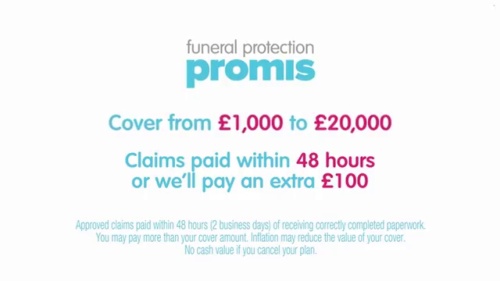 funeral protection
promis
Cover from £1,000 to £20,000
Claims paid within 48 hours
or we'll pay an extra £100
Approved claims paid within 48 hours (2 business days) of receiving correctly completed paperwork.
You may pay more than your cover amount. Inflation may reduce the value of your cover.
No cash value if you cancel your plan.